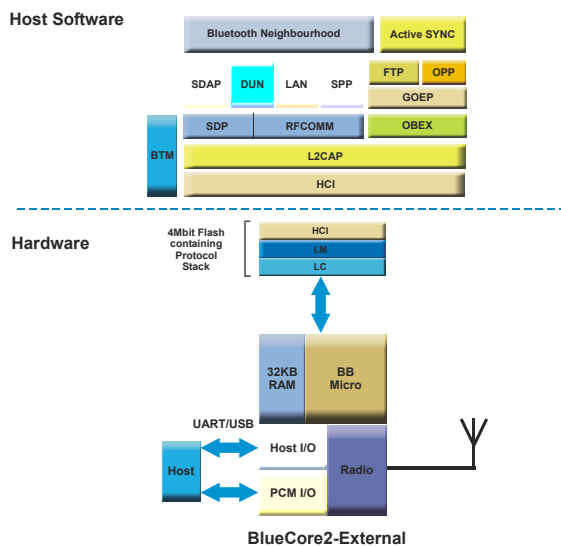 Host Software
Bluetooth Neighbourhood
Active SYNC
SDAP
DUN
LAN
SPP
FTP
OPP
GOEP
BTM
SDP
RFCOMM
OBEX
L2CAP
HCI
Hardware
4Mbit Flash
containing
Protocol
Stack
HCI
LM
LC
32KB
RAM
BB
Micro
UART/USB
Host
Host I/O
PCM I/O
Radio
BlueCore2-External